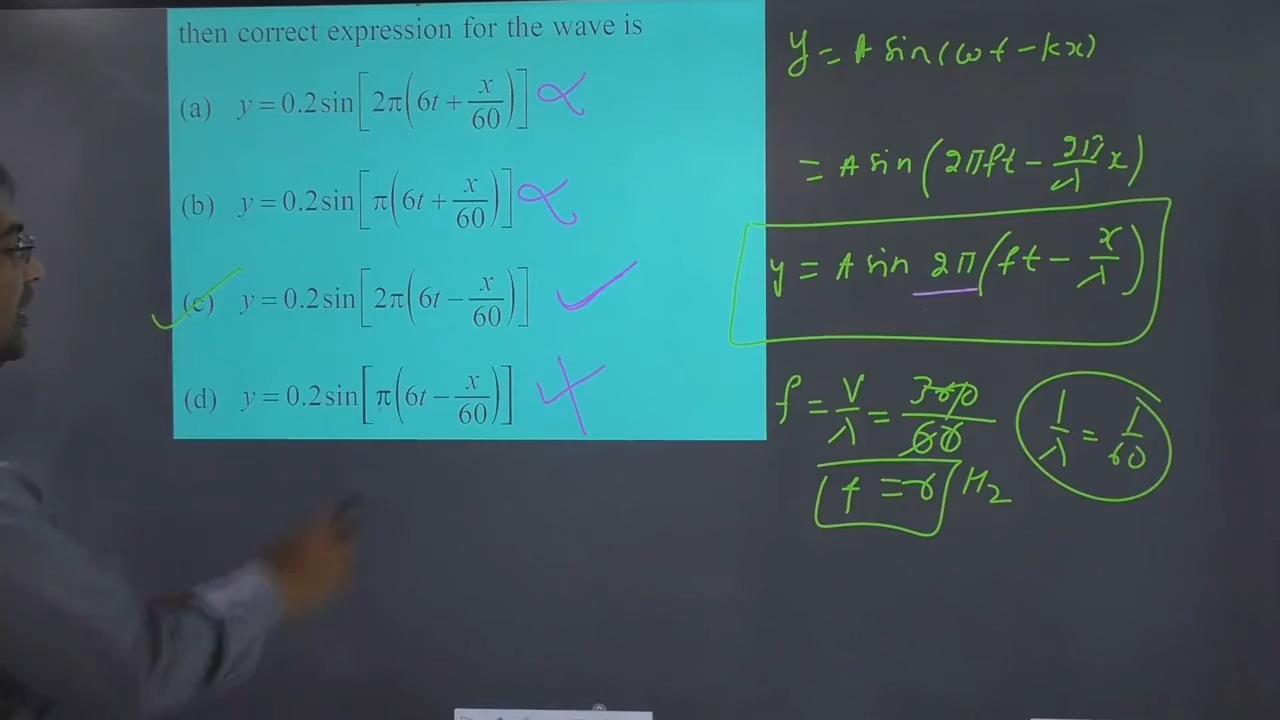 then correct expression for the wave is
(a) y = 0.2 sin [2π(6t + x/60)] ∝
(b) y = 0.2 sin [π(6t + x/60)] ∝
(c) y = 0.2 sin [2π(6t − x/60)] ✓
(d) y = 0.2 sin [π(6t − x/60)]
y = A sin(ωt − kx)
= A sin(2πft − 2π/λ x)
y = A sin 2π(ft − x/λ)
f = v/λ = 360/60
f = 6 Hz
1/λ = 1/60